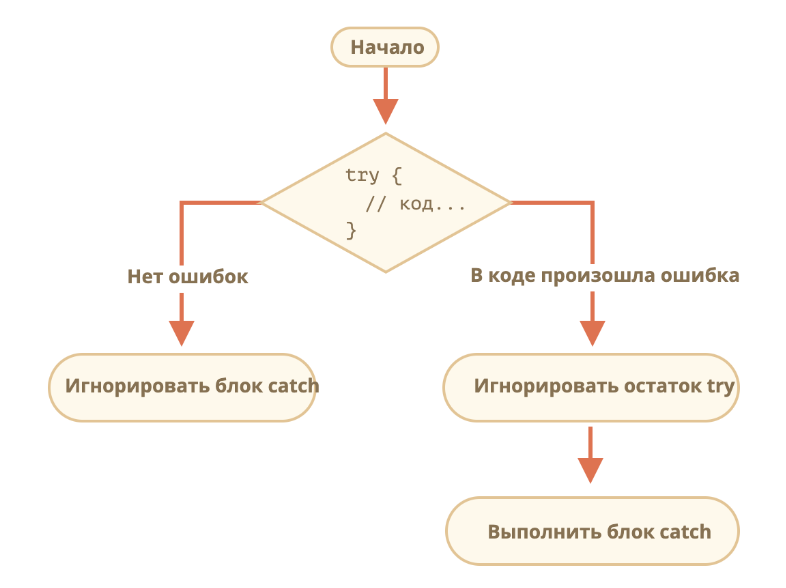 Начало
try {
// код...
}
Нет ошибок
В коде произошла ошибка
Игнорировать блок catch
Игнорировать остаток try
Выполнить блок catch